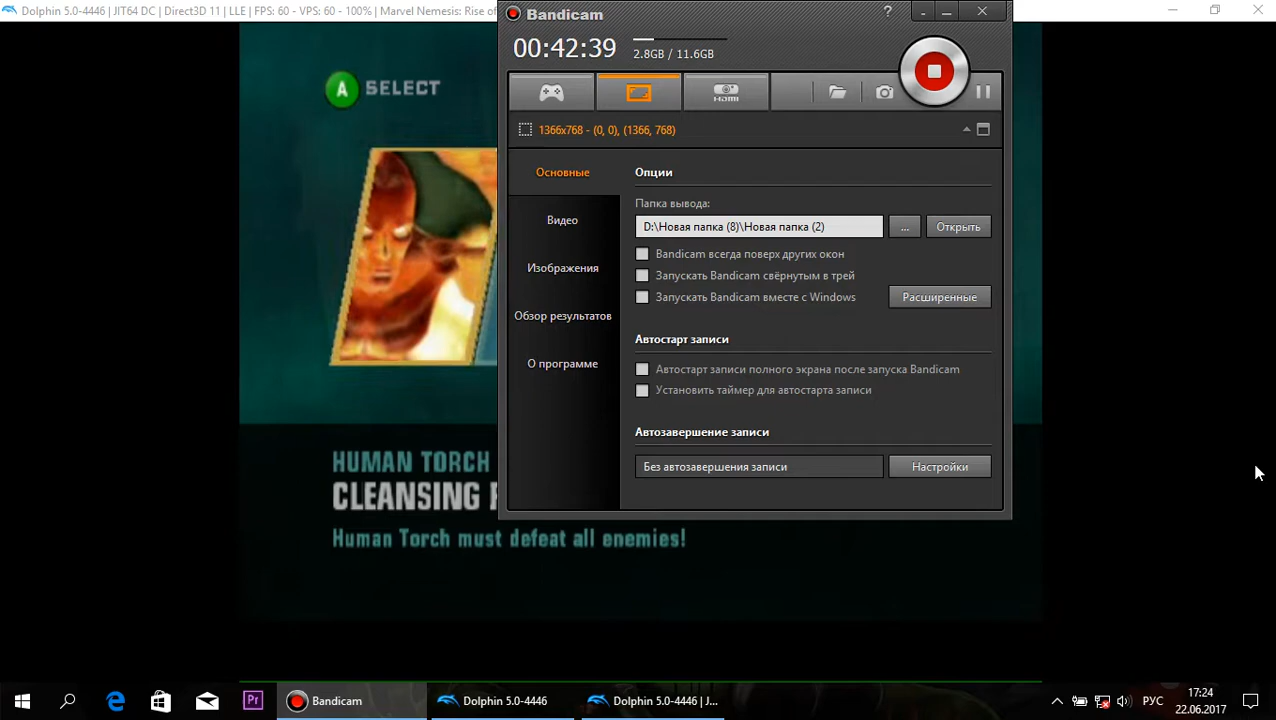 Dolphin 5.0-4446 | JIT64 DC | Direct3D 11 | LLE | FPS: 60 - VPS: 60 - 100% | Marvel Nemesis: Rise of
Bandicam
?
00:42:39
2.8GB / 11.6GB
A SELECT
HDMI
1366x768 - (0, 0), (1366, 768)
Основные
Опции
Папка вывода:
Видео
D:\Новая папка (8)\Новая папка (2)
...
Открыть
Bandicam всегда поверх других окон
Изображения
Запускать Bandicam свёрнутым в трей
Запускать Bandicam вместе с Windows
Расширенные
Обзор результатов
Автостарт записи
О программе
Автостарт записи полного экрана после запуска Bandicam
Установить таймер для автостарта записи
Автозавершение записи
Без автозавершения записи
Настройки
HUMAN TORCH
CLEANSING
Human Torch must defeat all enemies!
Pr
Bandicam
Dolphin 5.0-4446
Dolphin 5.0-4446 | J...
РУС
17:24
22.06.2017